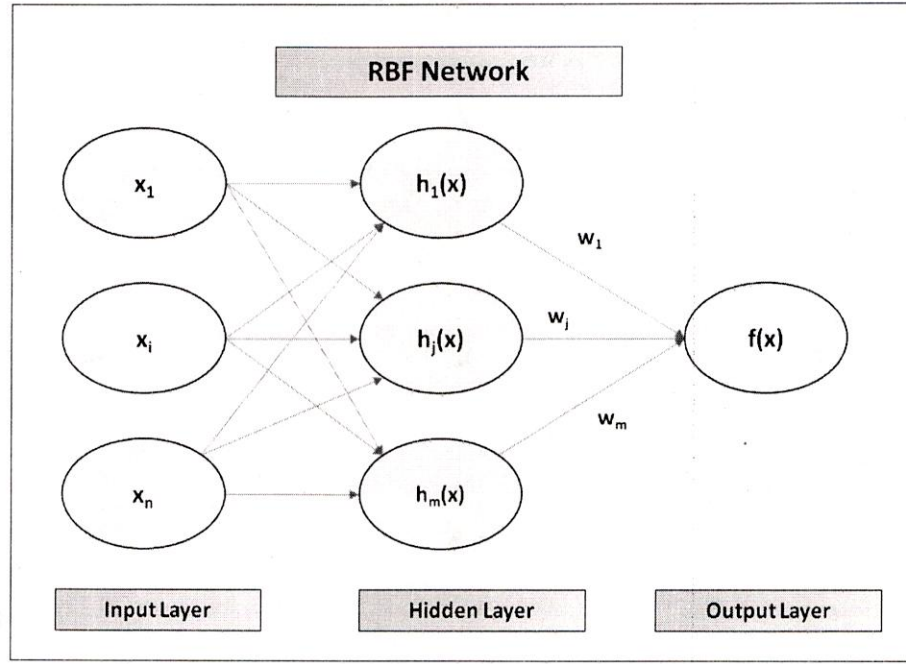 RBF Network
x₁
h₁(x)
w₁
xᵢ
hⱼ(x)
wⱼ
f(x)
wₘ
xₙ
hₘ(x)
Input Layer
Hidden Layer
Output Layer